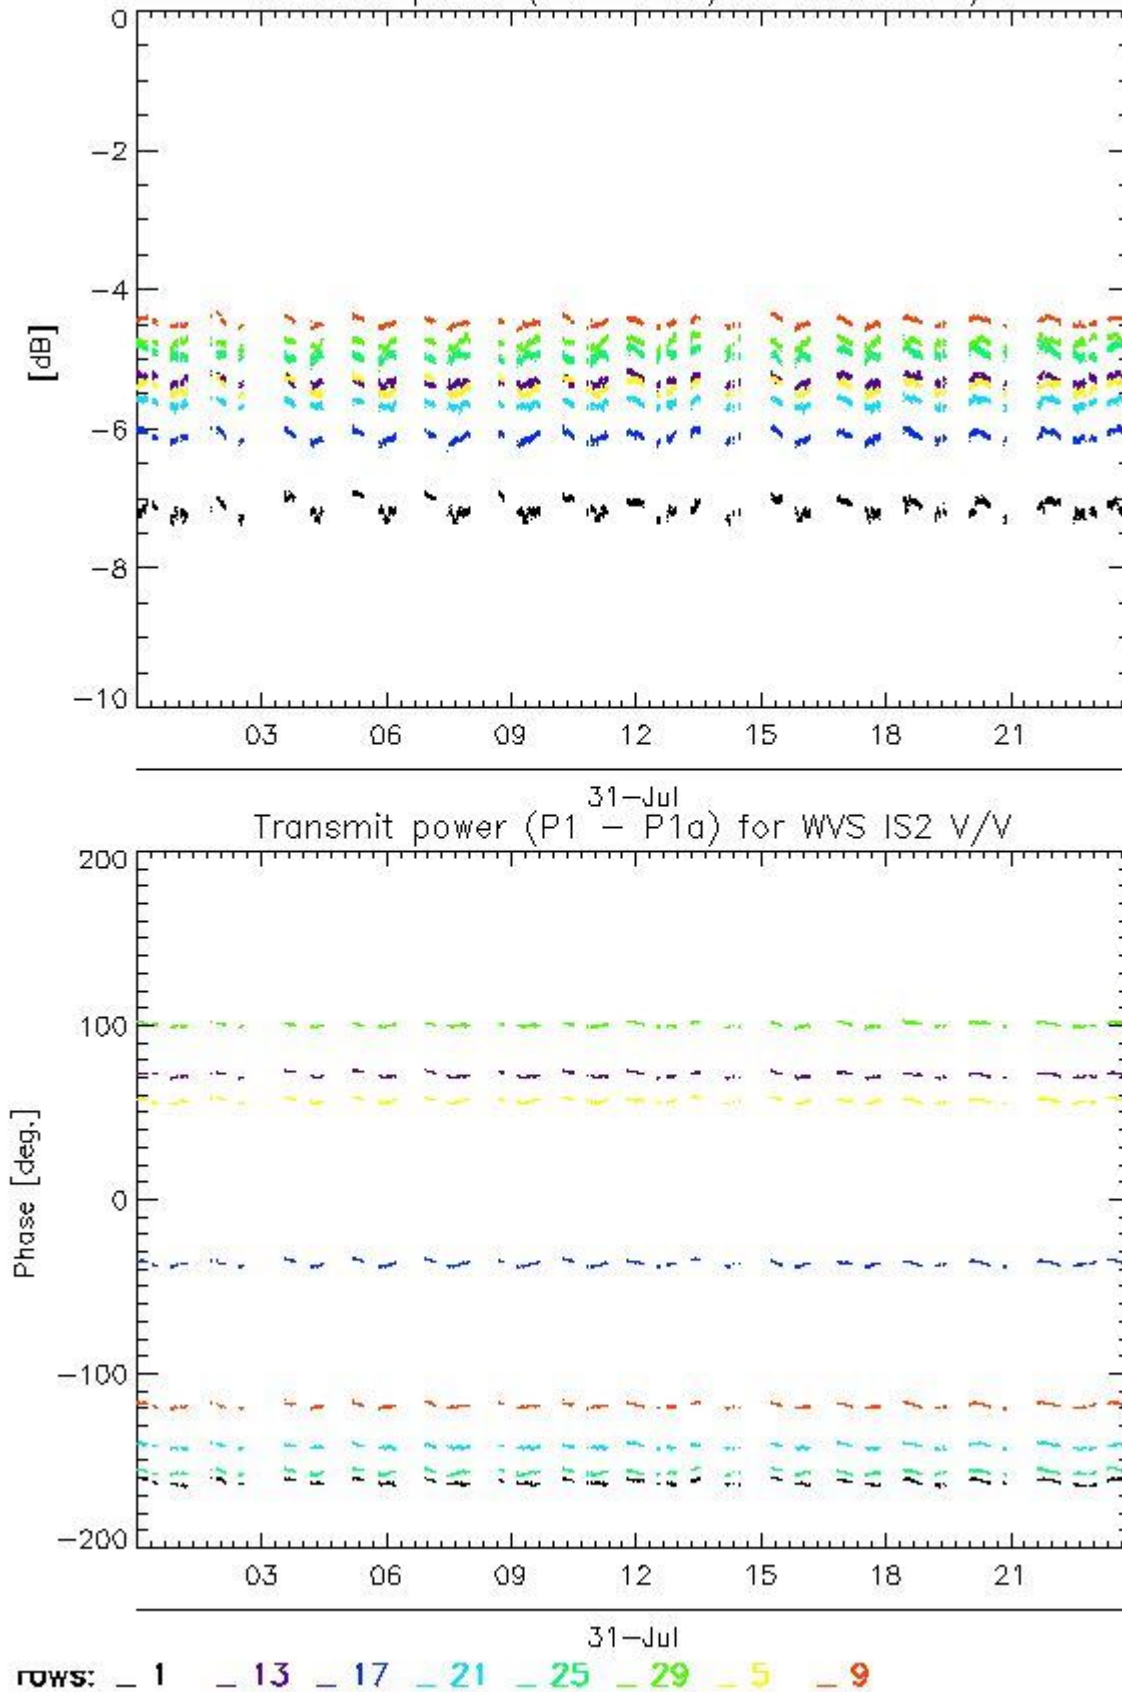 0
-2
-4
[dB]
-6
-8
-10
03 06 09 12 15 18 21
31-Jul
Transmit power (P1 - P1a) for WVS IS2 V/V
200
100
Phase [deg.]
0
-100
-200
03 06 09 12 15 18 21
31-Jul
rows: _ 1 _ 13 _ 17 _ 21 _ 25 _ 29 _ 5 _ 9